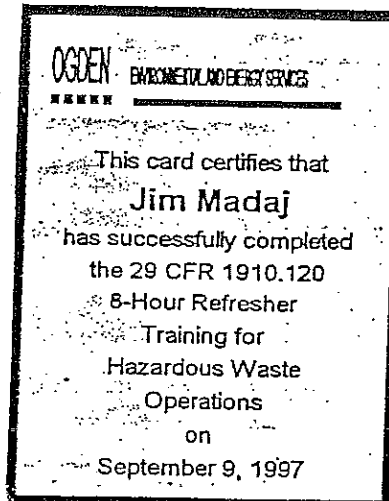 OGDEN ENVIRONMENTAL AND ENERGY SERVICES
This card certifies that
Jim Madaj
has successfully completed
the 29 CFR 1910.120
8-Hour Refresher
Training for
Hazardous Waste
Operations
on
September 9, 1997